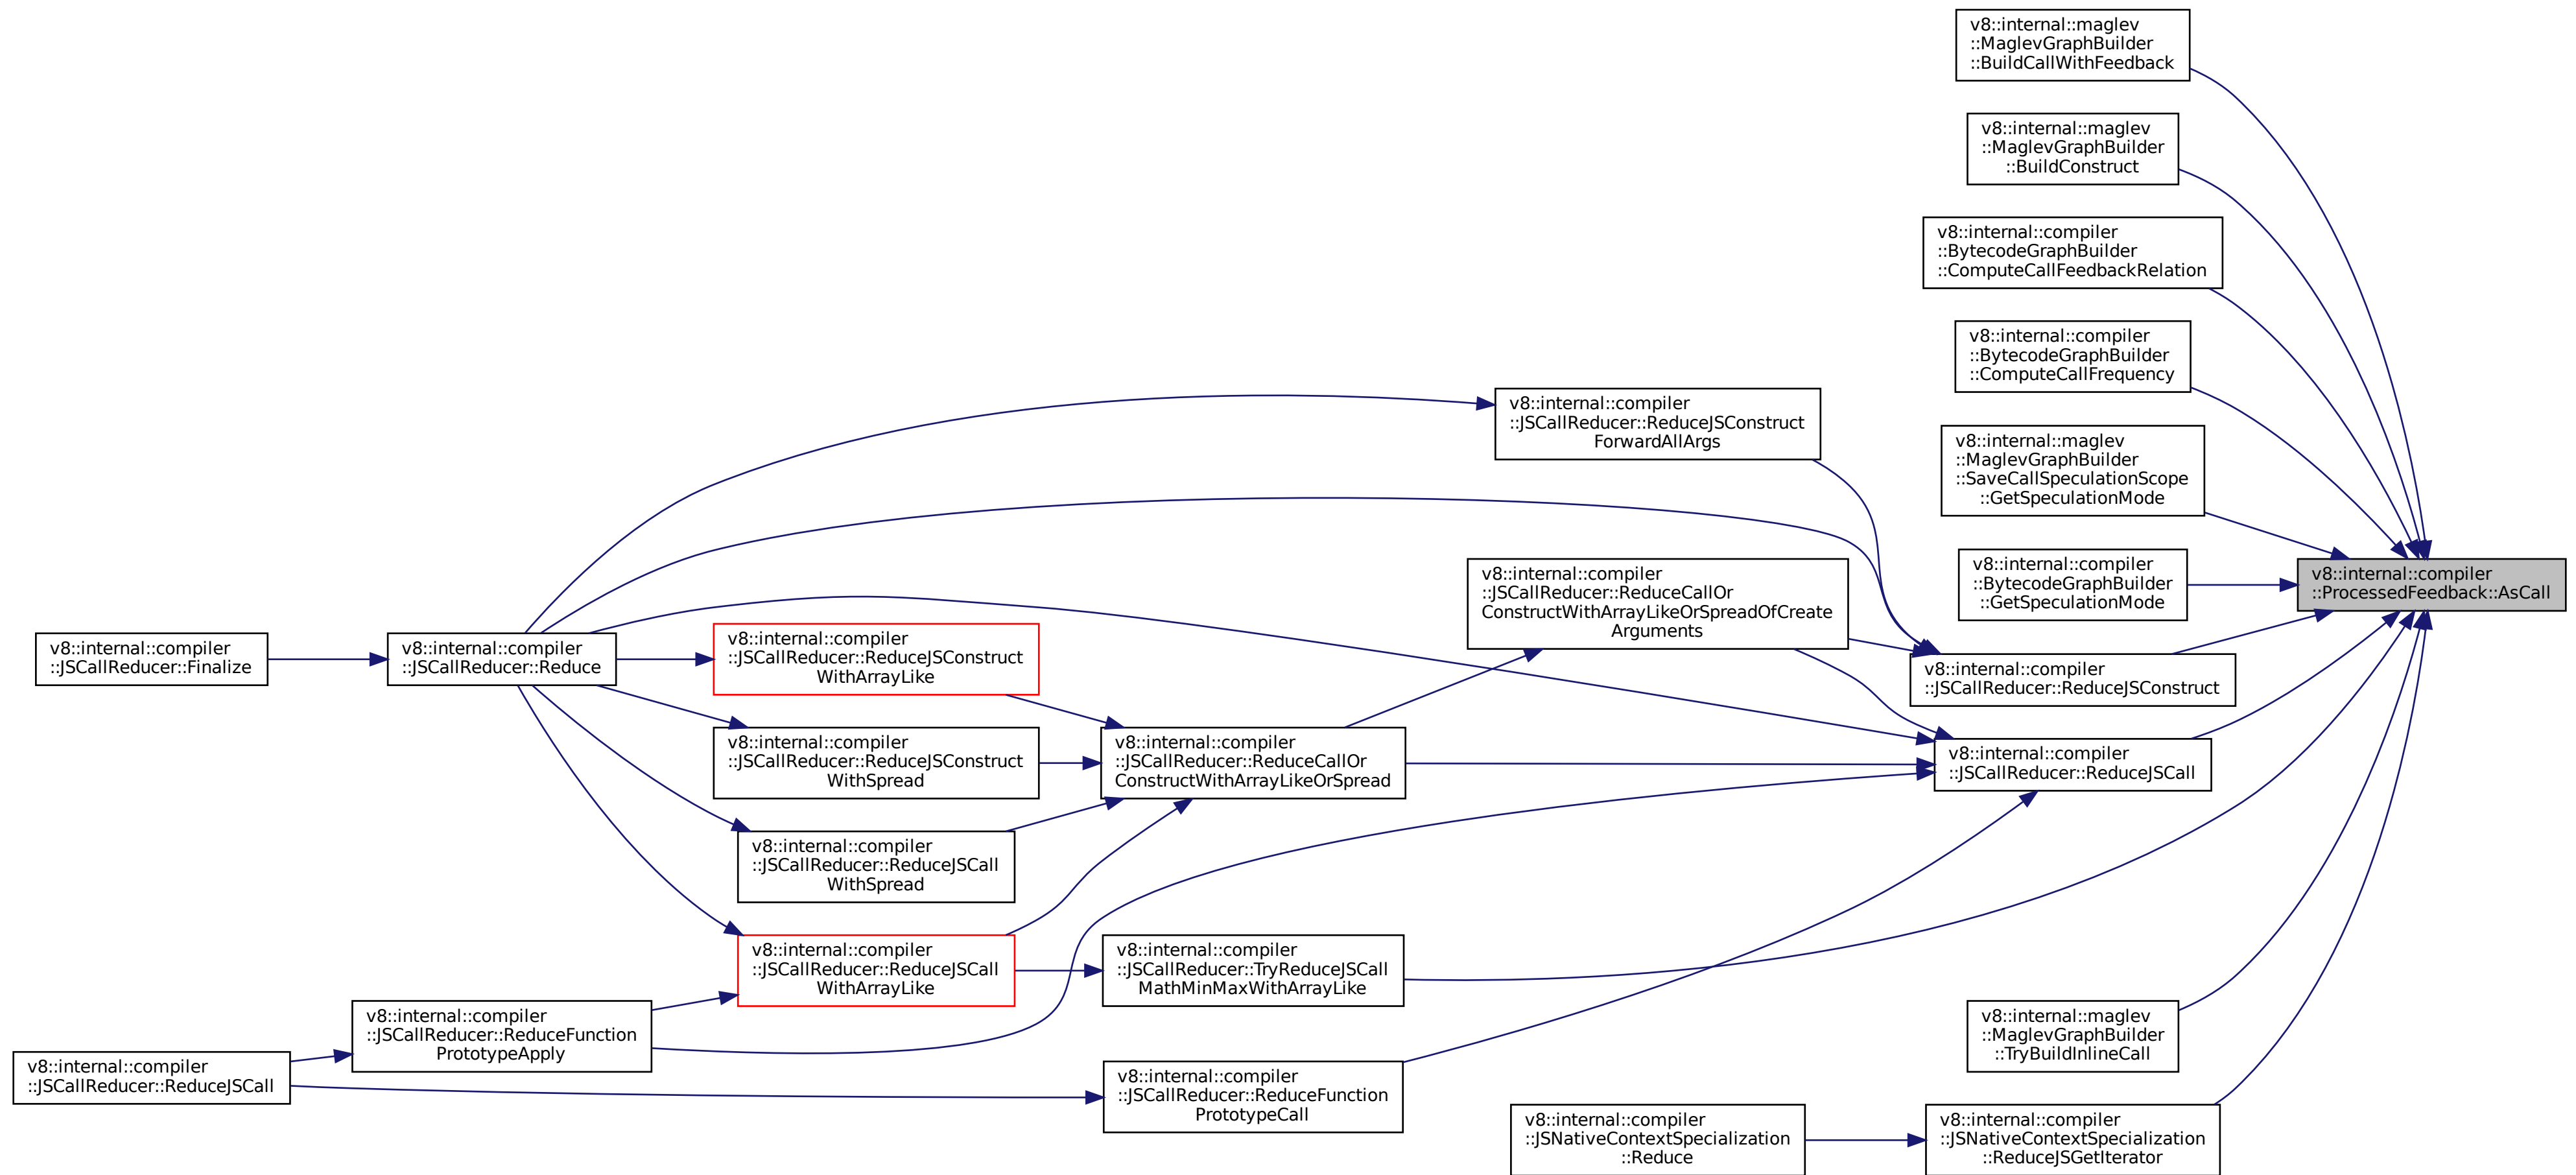 v8::internal::maglev
::MaglevGraphBuilder
::BuildCallWithFeedback
v8::internal::maglev
::MaglevGraphBuilder
::BuildConstruct
v8::internal::compiler
::BytecodeGraphBuilder
::ComputeCallFeedbackRelation
v8::internal::compiler
::BytecodeGraphBuilder
::ComputeCallFrequency
v8::internal::compiler
::JSCallReducer::ReduceJSConstruct
ForwardAllArgs
v8::internal::maglev
::MaglevGraphBuilder
::SaveCallSpeculationScope
::GetSpeculationMode
v8::internal::compiler
::BytecodeGraphBuilder
::GetSpeculationMode
v8::internal::compiler
::ProcessedFeedback::AsCall
v8::internal::compiler
::JSCallReducer::ReduceCallOr
ConstructWithArrayLikeOrSpreadOfCreate
Arguments
v8::internal::compiler
::JSCallReducer::Finalize
v8::internal::compiler
::JSCallReducer::Reduce
v8::internal::compiler
::JSCallReducer::ReduceJSConstruct
WithArrayLike
v8::internal::compiler
::JSCallReducer::ReduceJSConstruct
v8::internal::compiler
::JSCallReducer::ReduceJSConstruct
WithSpread
v8::internal::compiler
::JSCallReducer::ReduceCallOr
ConstructWithArrayLikeOrSpread
v8::internal::compiler
::JSCallReducer::ReduceJSCall
v8::internal::compiler
::JSCallReducer::ReduceJSCall
WithSpread
v8::internal::compiler
::JSCallReducer::ReduceJSCall
WithArrayLike
v8::internal::compiler
::JSCallReducer::TryReduceJSCall
MathMinMaxWithArrayLike
v8::internal::compiler
::JSCallReducer::ReduceFunction
PrototypeApply
v8::internal::maglev
::MaglevGraphBuilder
::TryBuildInlineCall
v8::internal::compiler
::JSCallReducer::ReduceJSCall
v8::internal::compiler
::JSCallReducer::ReduceFunction
PrototypeCall
v8::internal::compiler
::JSNativeContextSpecialization
::Reduce
v8::internal::compiler
::JSNativeContextSpecialization
::ReduceJSGetIterator